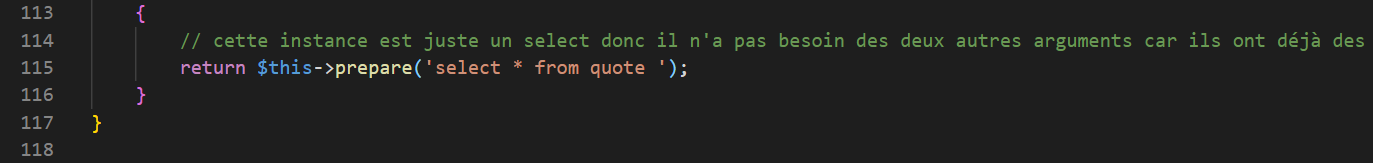 113 {
114 // cette instance est juste un select donc il n'a pas besoin des deux autres arguments car ils ont déjà des
115 return $this->prepare('select * from quote ');
116 }
117 }
118